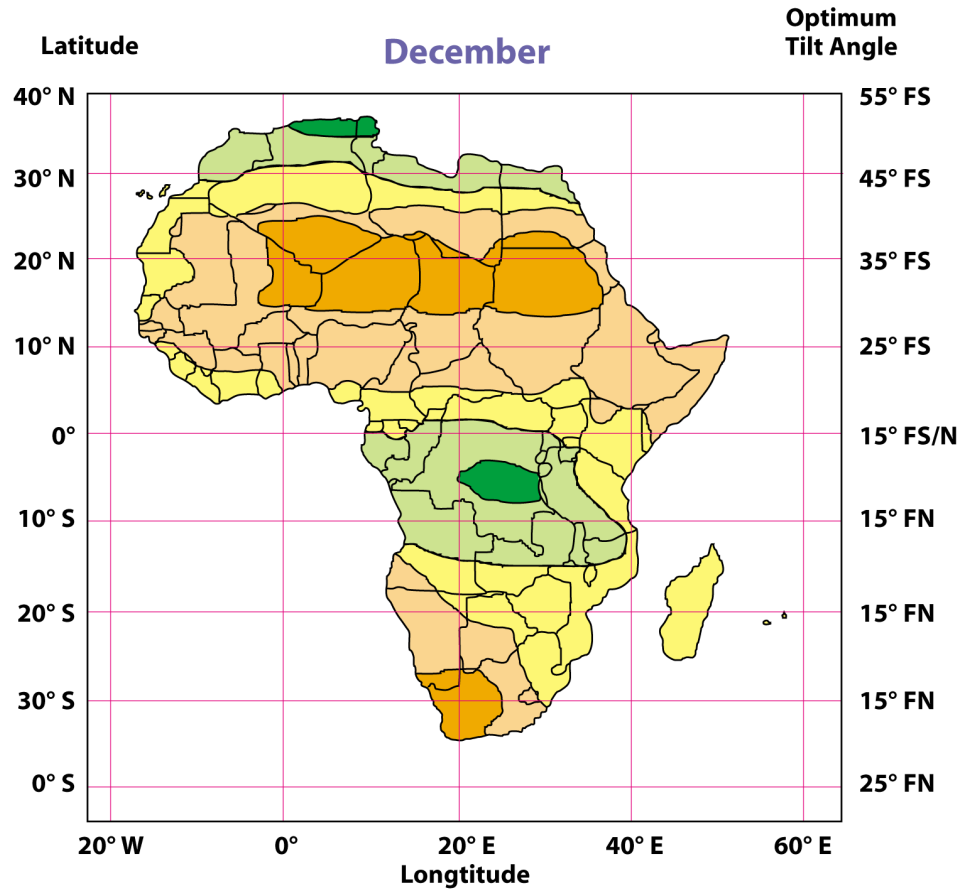 Latitude
December
Optimum
Tilt Angle
40° N
55° FS
30° N
45° FS
20° N
35° FS
10° N
25° FS
0°
15° FS/N
10° S
15° FN
20° S
15° FN
30° S
15° FN
0° S
25° FN
20° W
0°
20° E
40° E
60° E
Longtitude